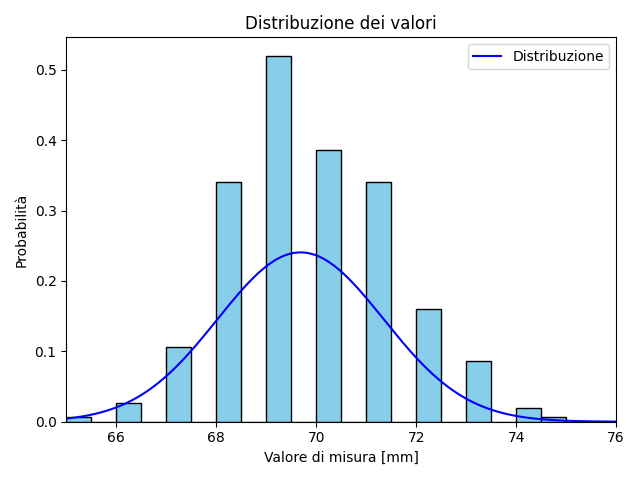 Distribuzione dei valori
Distribuzione
Probabilità
0.5
0.4
0.3
0.2
0.1
0.0
66 68 70 72 74 76
Valore di misura [mm]